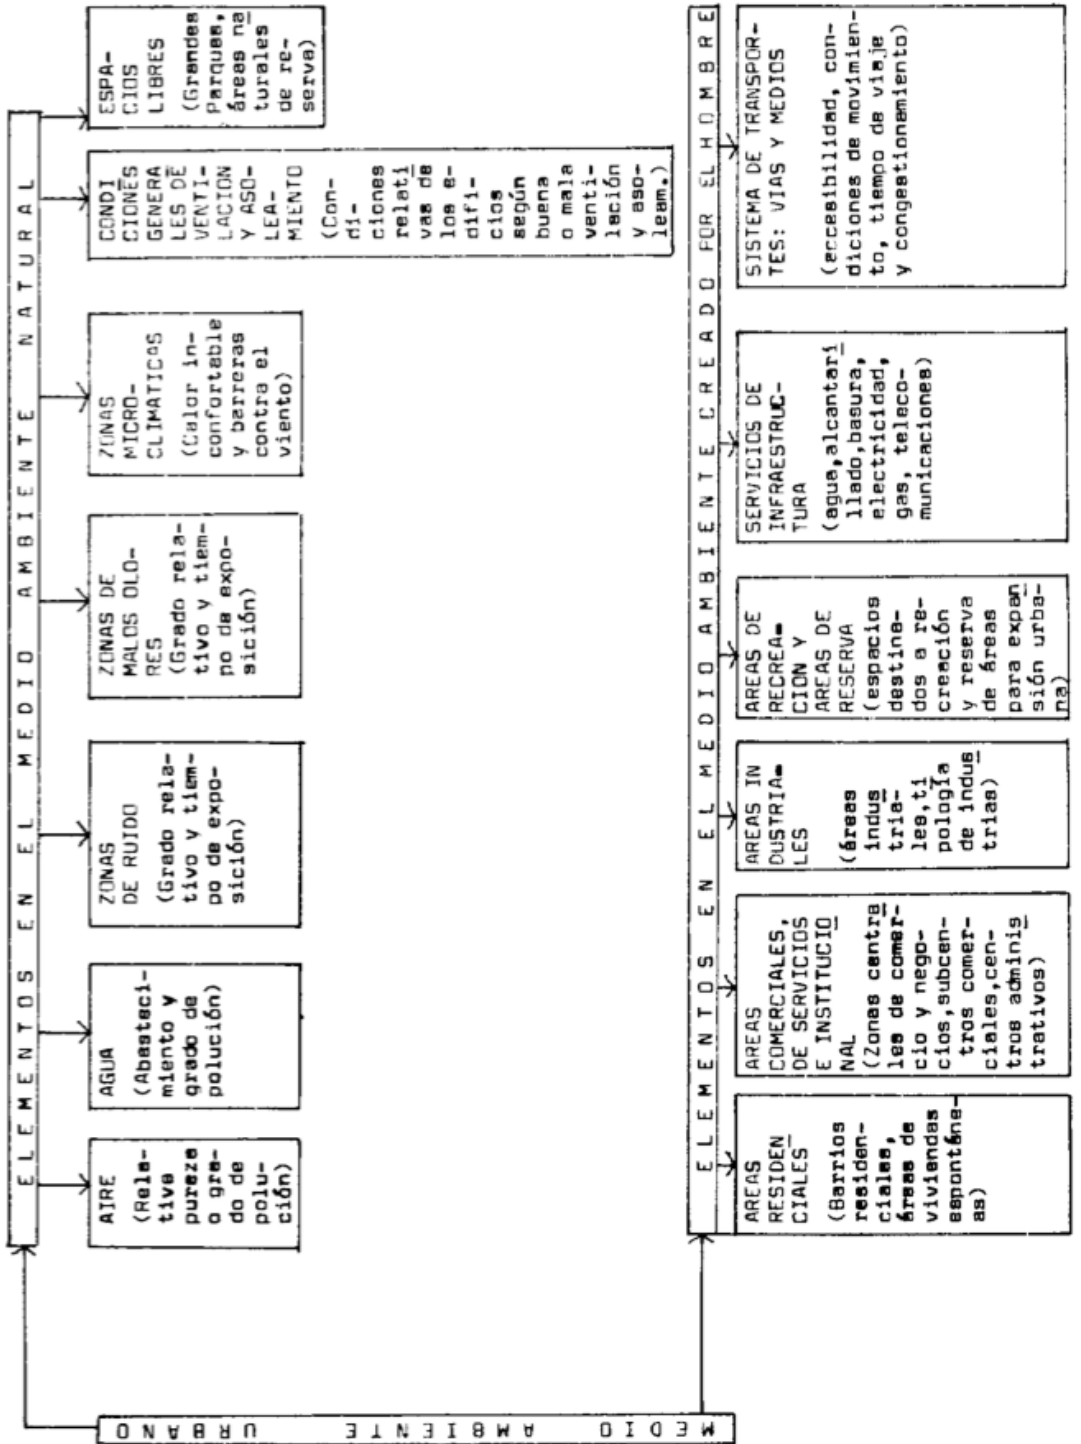 MEDIO AMBIENTE URBANO
ELEMENTOS EN EL MEDIO AMBIENTE NATURAL
AIRE
(Rela-
tiva
pureza
o gra-
do de
polu-
ción)
AGUA
(Abasteci-
miento y
grado de
polución)
ZONAS
DE RUIDO
(Grado rela-
tivo y tiem-
po de expo-
sición)
ZONAS DE
MALOS OLO-
RES
(Grado rela-
tivo y tiem-
po de expo-
sición)
ZONAS
MICRO-
CLIMATICAS
(Calor in-
confortable
y barreras
contra el
viento)
CONDI
CIONES
GENERA
LES DE
VENTI-
LACION
Y ASO-
LEA-
MIENTO
(Con-
di-
ciones
relati
vas de
los e-
difi-
cios
según
buena
o mala
venti-
lación
y aso-
leam.)
ESPA-
CIOS
LIBRES
(Grandes
Parques,
áreas na
turales
de re-
serva)
ELEMENTOS EN EL MEDIO AMBIENTE CREADO POR EL HOMBRE
AREAS
RESIDEN
CIALES
(Barrios
residen-
ciales,
áreas de
viviendas
espontáne-
as)
AREAS
COMERCIALES,
DE SERVICIOS
E INSTITUCIO
NAL
(Zonas centra
les de comer-
cio y nego-
cios,subcen-
tros comer-
ciales,cen-
tros adminis
trativos)
AREAS IN
DUSTRIA-
LES
(áreas
indus
tria-
les,ti
pología
de indus
trias)
AREAS DE
RECREA-
CION Y
AREAS DE
RESERVA
(espacios
destina-
dos a re-
creación
y reserva
de áreas
para expan
sión urba-
na)
SERVICIOS DE
INFRAESTRUC-
TURA
(agua,alcantari
llado,basura,
electricidad,
gas, teleco-
municaciones)
SISTEMA DE TRANSPOR-
TES: VIAS Y MEDIOS
(accesibilidad, con-
diciones de movimien-
to, tiempo de viaje
y congestionamiento)